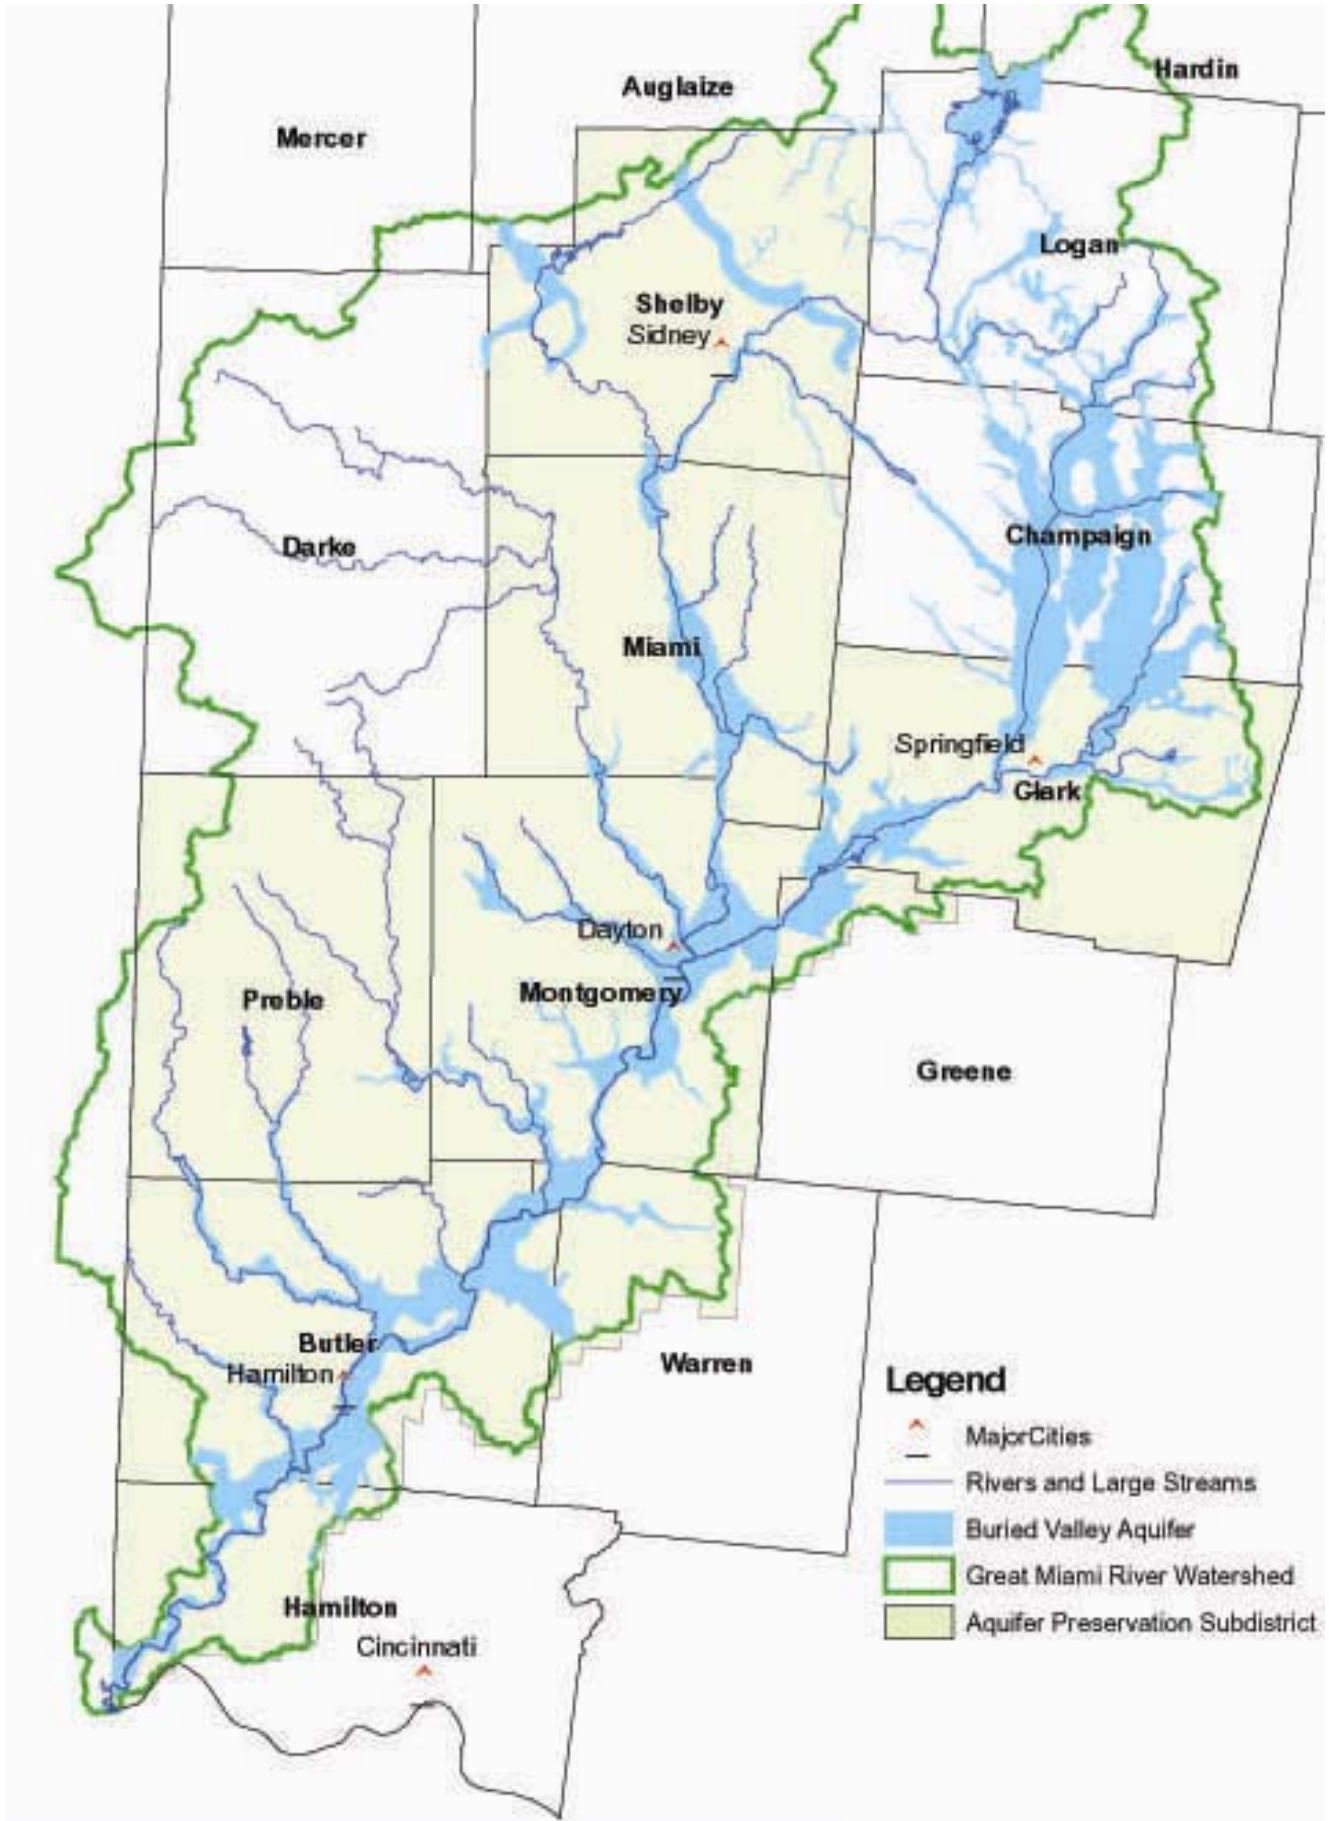 Hardin
Auglaize
Mercer
Logan
Shelby
Sidney
Champaign
Darke
Miami
Springfield
Clark
Dayton
Montgomery
Preble
Greene
Butler
Hamilton
Warren
Legend
MajorCities
Rivers and Large Streams
Buried Valley Aquifer
Great Miami River Watershed
Aquifer Preservation Subdistrict
Hamilton
Cincinnati